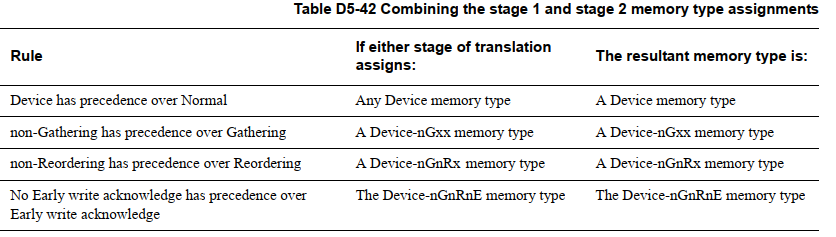 Table D5-42 Combining the stage 1 and stage 2 memory type assignments
Rule
If either stage of translation
assigns:
The resultant memory type is:
Device has precedence over Normal
Any Device memory type
A Device memory type
non-Gathering has precedence over Gathering
A Device-nGxx memory type
A Device-nGxx memory type
non-Reordering has precedence over Reordering
A Device-nGnRx memory type
A Device-nGnRx memory type
No Early write acknowledge has precedence over
Early write acknowledge
The Device-nGnRnE memory type
The Device-nGnRnE memory type